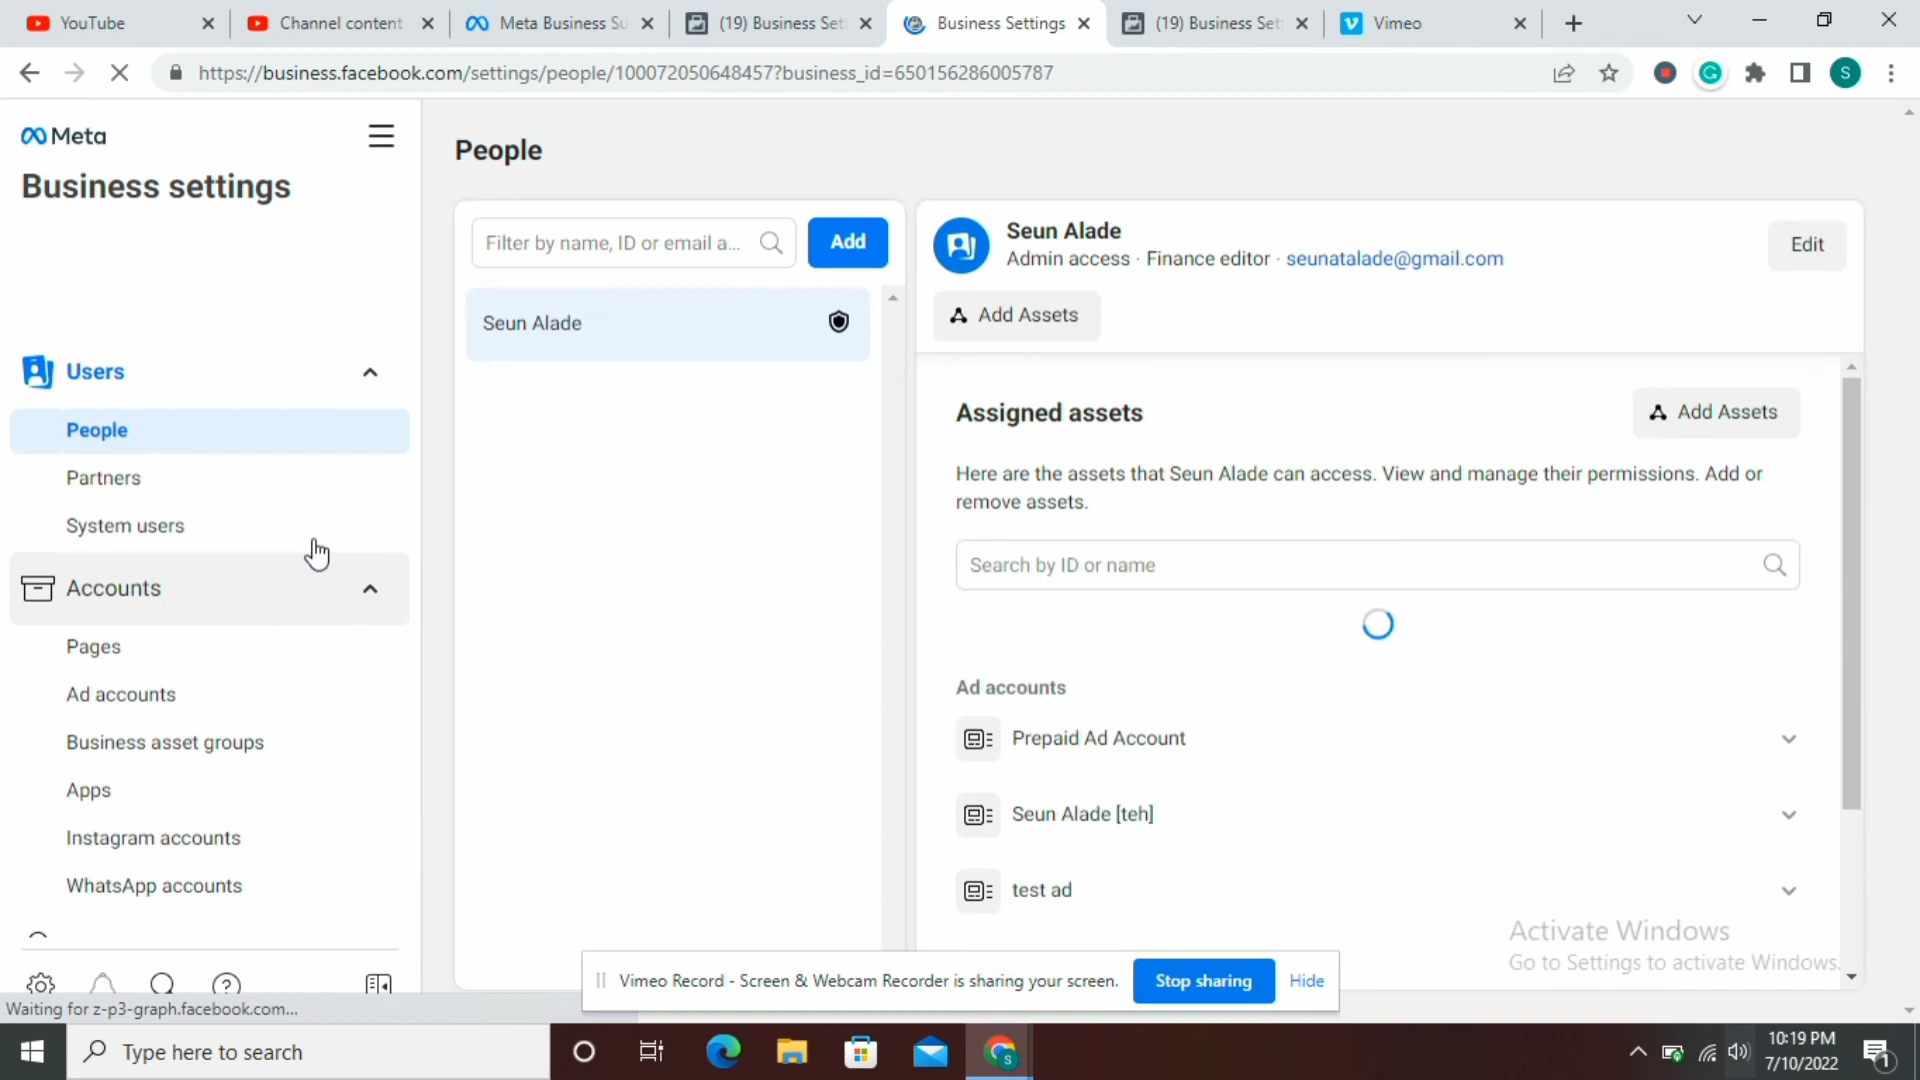 YouTube
Channel content
Meta Business Su
(19) Business Set
Business Settings
(19) Business Set
Vimeo
https://business.facebook.com/settings/people/100072050648457?business_id=650156286005787
G
S
Meta
Business settings
Users
People
Partners
System users
Accounts
Pages
Ad accounts
Business asset groups
Apps
Instagram accounts
WhatsApp accounts
People
Filter by name, ID or email a...
Add
Seun Alade
Seun Alade
Admin access · Finance editor · seunatalade@gmail.com
Edit
Add Assets
Assigned assets
Add Assets
Here are the assets that Seun Alade can access. View and manage their permissions. Add or
remove assets.
Search by ID or name
Ad accounts
Prepaid Ad Account
Seun Alade [teh]
test ad
Activate Windows
Go to Settings to activate Windows.
Vimeo Record - Screen & Webcam Recorder is sharing your screen.
Stop sharing
Hide
Waiting for z-p3-graph.facebook.com...
Type here to search
S
10:19 PM
7/10/2022
1